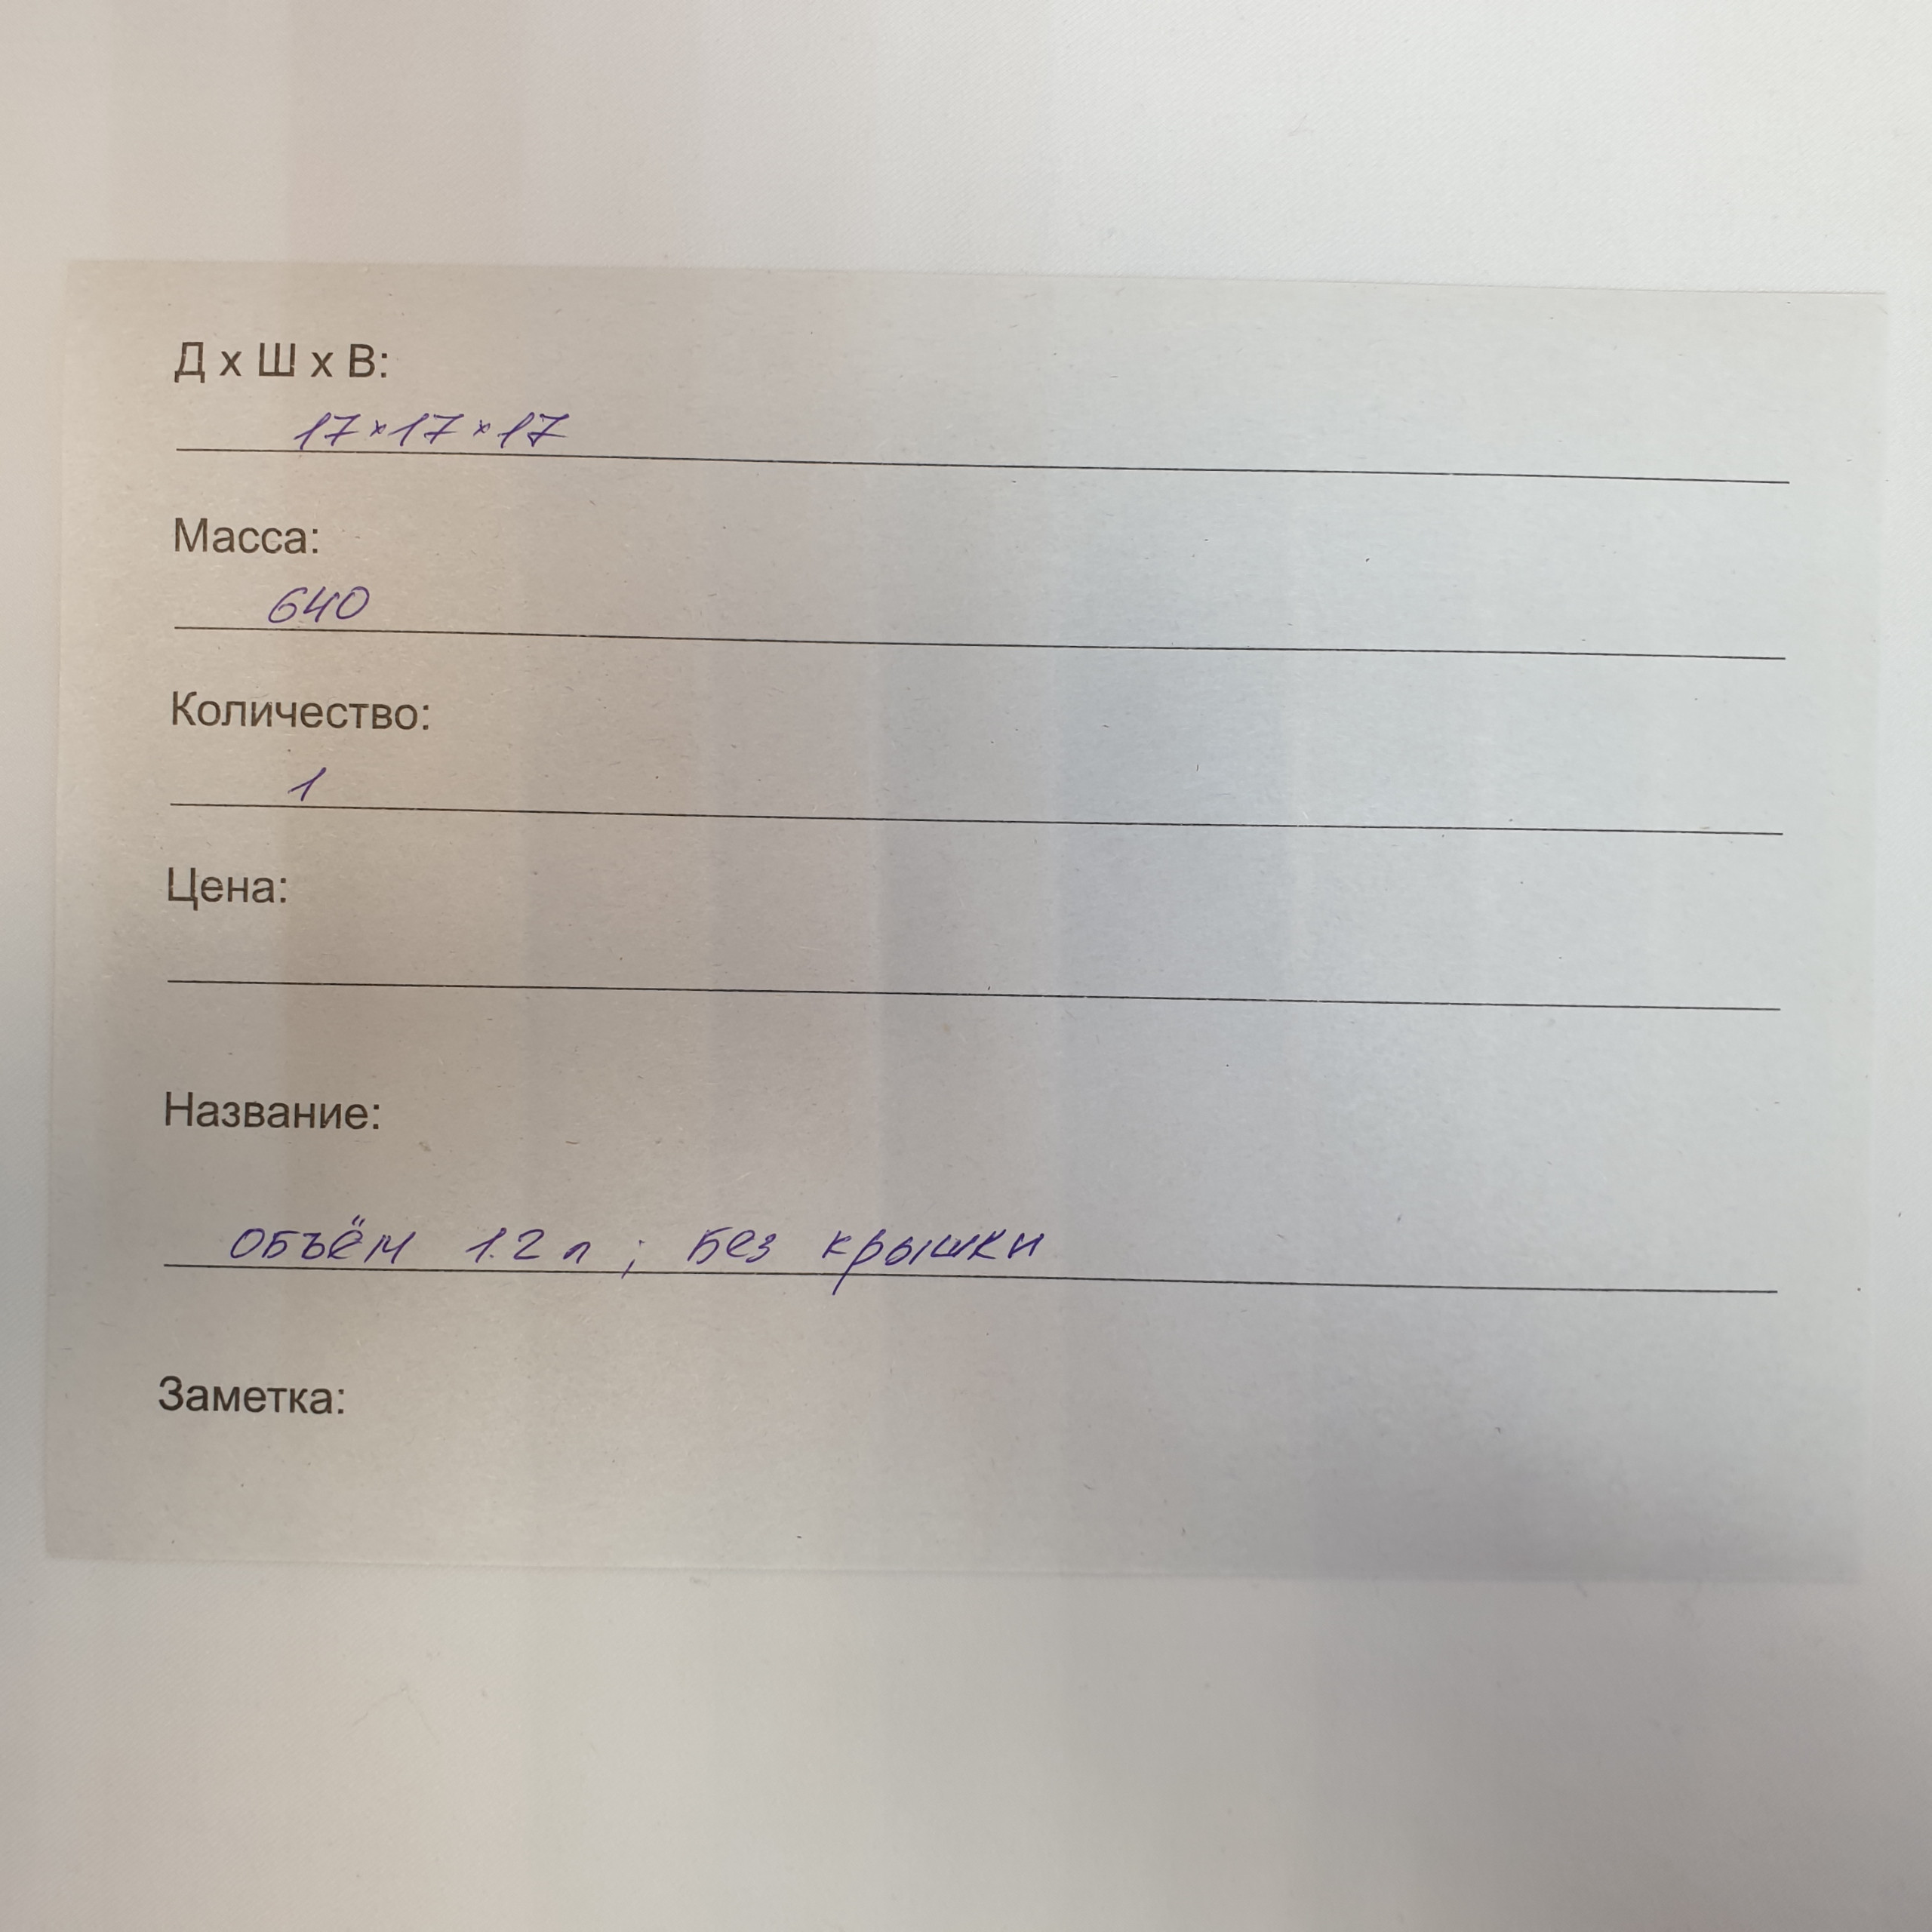 Д х Ш х В:
17×17×17
Масса:
640
Количество:
1
Цена:
Название:
объём 1.2 л ; без крышки
Заметка: